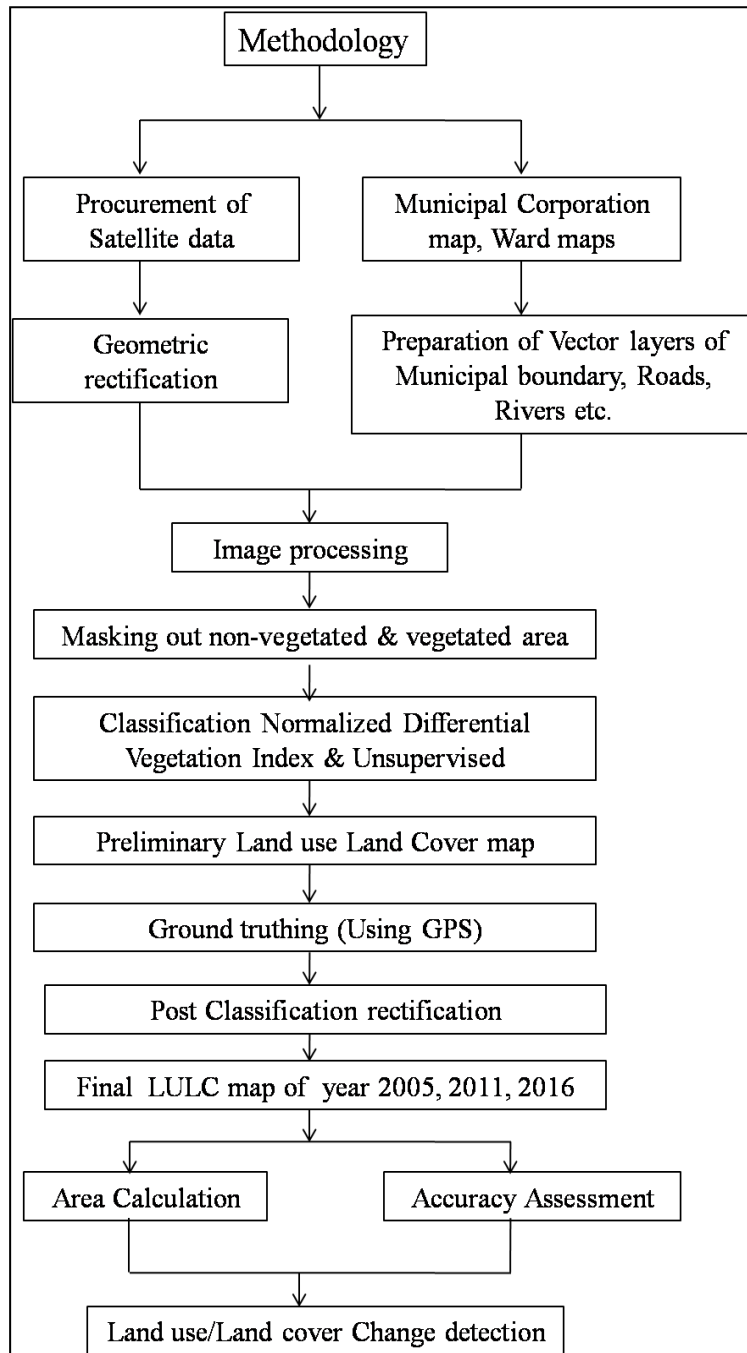 Methodology
Procurement of
Satellite data
Municipal Corporation
map, Ward maps
Geometric
rectification
Preparation of Vector layers of
Municipal boundary, Roads,
Rivers etc.
Image processing
Masking out non-vegetated & vegetated area
Classification Normalized Differential
Vegetation Index & Unsupervised
Preliminary Land use Land Cover map
Ground truthing (Using GPS)
Post Classification rectification
Final LULC map of year 2005, 2011, 2016
Area Calculation
Accuracy Assessment
Land use/Land cover Change detection